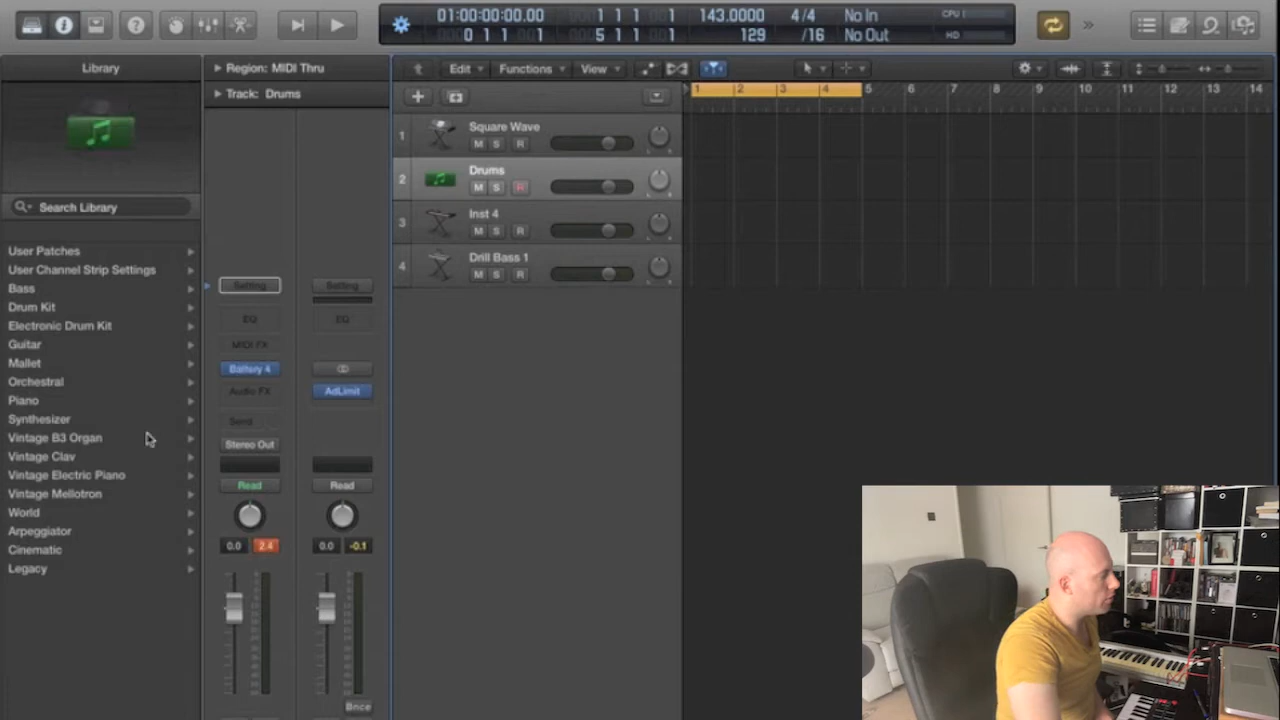 01:00:00:00.00 1 1 1 1 143.0000 4/4 No In CPU
0 1 1 1 5 1 1 1 129 /16 No Out HD
Library
Region: MIDI Thru
Edit Functions View
Track: Drums
1 2 3 4 5 6 7 8 9 10 11 12 13 14
1 Square Wave
M S R
Search Library
2 Drums
M S R
3 Inst 4
M S R
4 Drill Bass 1
M S R
User Patches
User Channel Strip Settings
Bass
Drum Kit
Electronic Drum Kit
Guitar
Mallet
Orchestral
Piano
Synthesizer
Vintage B3 Organ
Vintage Clav
Vintage Electric Piano
Vintage Mellotron
World
Arpeggiator
Cinematic
Legacy
Setting Setting
EQ EQ
MIDI FX
Battery 4
Audio FX AdLimit
Send
Stereo Out
Read Read
0.0 2.4 0.0 -0.1
Bnce